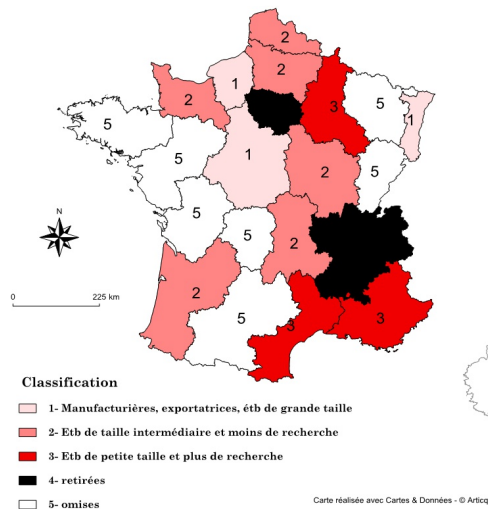 2
2
1
2
3
5
1
5
5
1
2
5
5
5
2
2
5
3
3
N
0 225 km
Classification
1- Manufacturières, exportatrices, étb de grande taille
2- Etb de taille intermédiaire et moins de recherche
3- Etb de petite taille et plus de recherche
4- retirées
5- omises
Carte réalisée avec Cartes & Données - © Articq